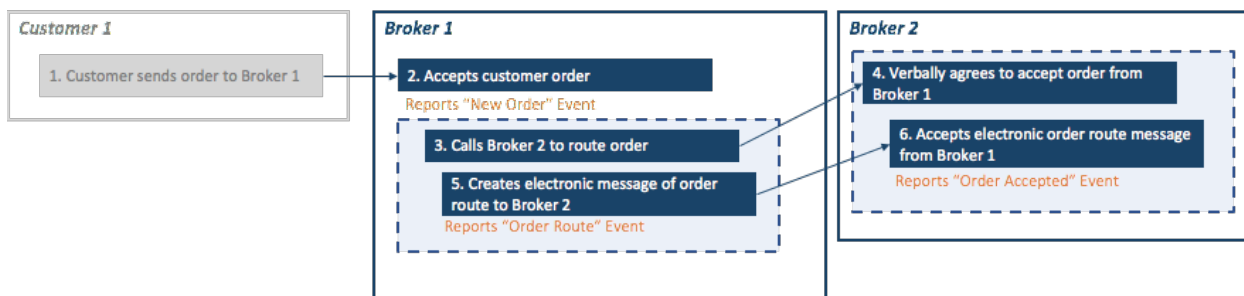 Customer 1
1. Customer sends order to Broker 1
Broker 1
2. Accepts customer order
Reports "New Order" Event
3. Calls Broker 2 to route order
5. Creates electronic message of order
route to Broker 2
Reports "Order Route" Event
Broker 2
4. Verbally agrees to accept order from
Broker 1
6. Accepts electronic order route message
from Broker 1
Reports "Order Accepted" Event